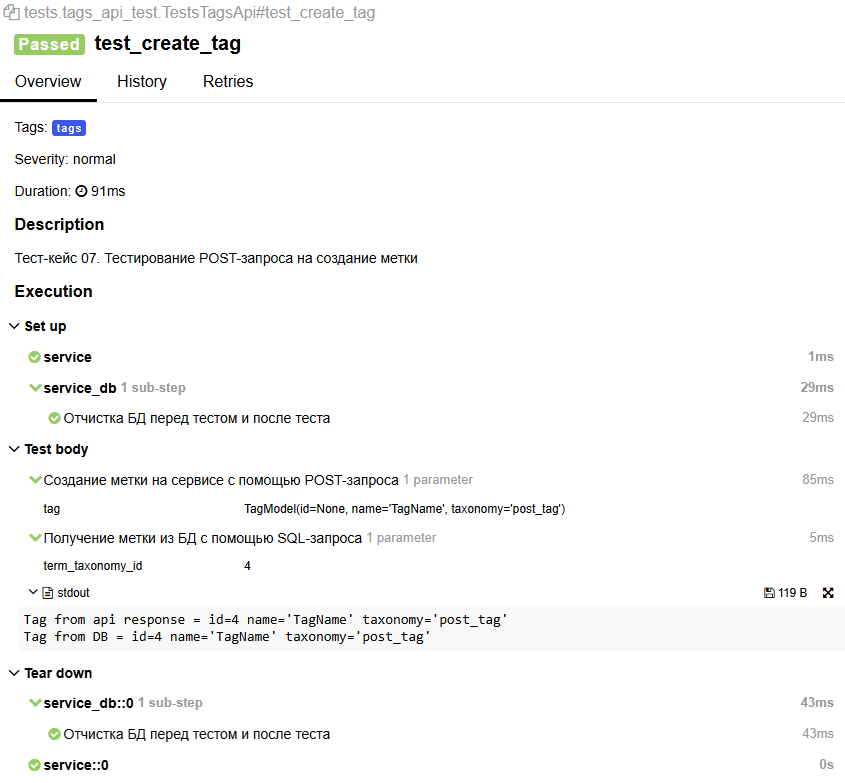 tests.tags_api_test.TestsTagsApi#test_create_tag
Passed test_create_tag
Overview History Retries
Tags: tags
Severity: normal
Duration: 91ms
Description
Тест-кейс 07. Тестирование POST-запроса на создание метки
Execution
Set up
service 1ms
service_db 1 sub-step 29ms
Отчистка БД перед тестом и после теста 29ms
Test body
Создание метки на сервисе с помощью POST-запроса 1 parameter 85ms
tag TagModel(id=None, name='TagName', taxonomy='post_tag')
Получение метки из БД с помощью SQL-запроса 1 parameter 5ms
term_taxonomy_id 4
stdout 119 B
Tag from api response = id=4 name='TagName' taxonomy='post_tag'
Tag from DB = id=4 name='TagName' taxonomy='post_tag'
Tear down
service_db::0 1 sub-step 43ms
Отчистка БД перед тестом и после теста 43ms
service::0 0s